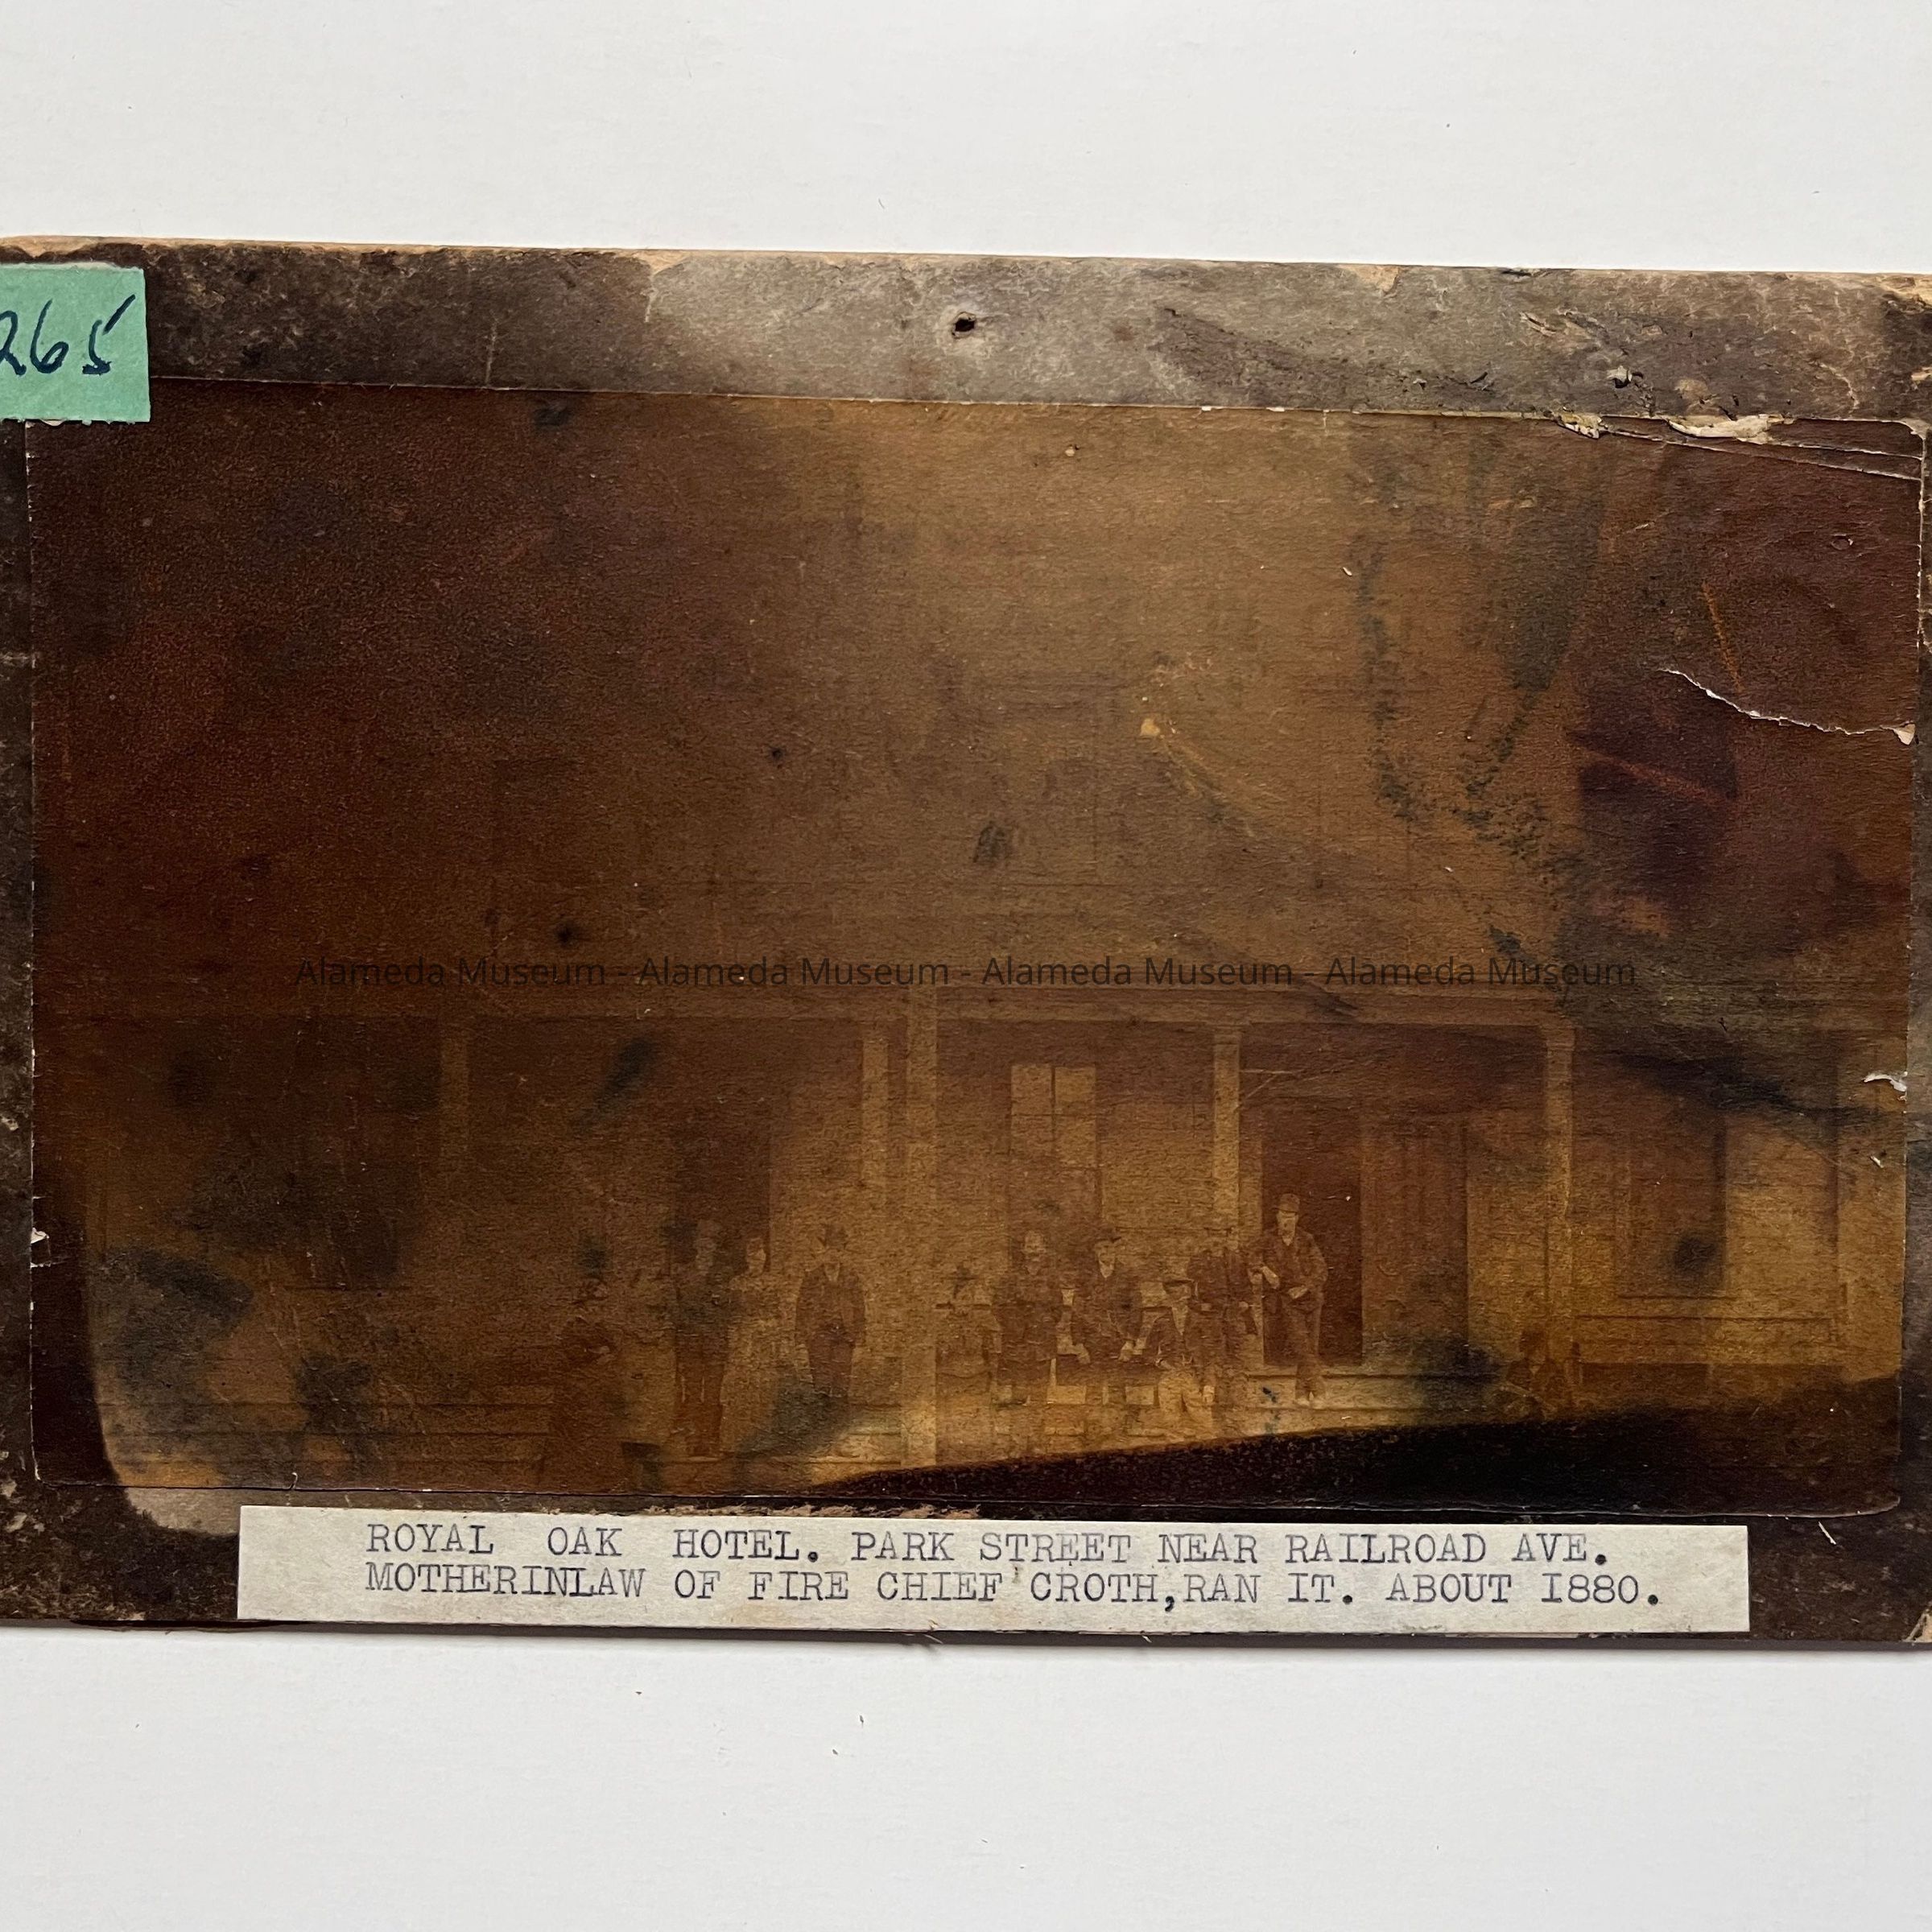 265
Alameda Museum - Alameda Museum - Alameda Museum - Alameda Museum
ROYAL OAK HOTEL. PARK STREET NEAR RAILROAD AVE.
MOTHERINLAW OF FIRE CHIEF CROTH,RAN IT. ABOUT 1880.